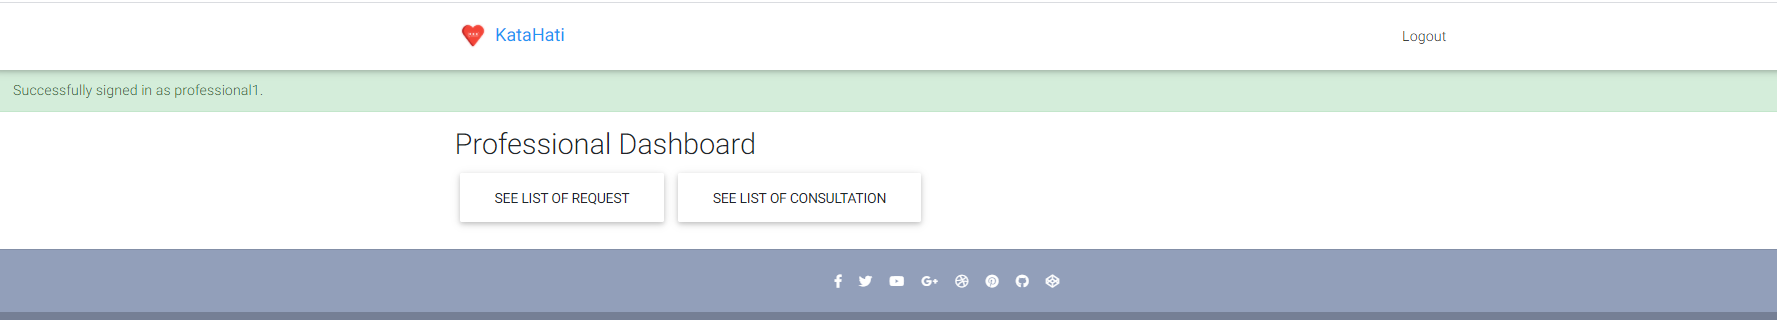 KataHati
Logout
Successfully signed in as professional1.
Professional Dashboard
SEE LIST OF REQUEST
SEE LIST OF CONSULTATION